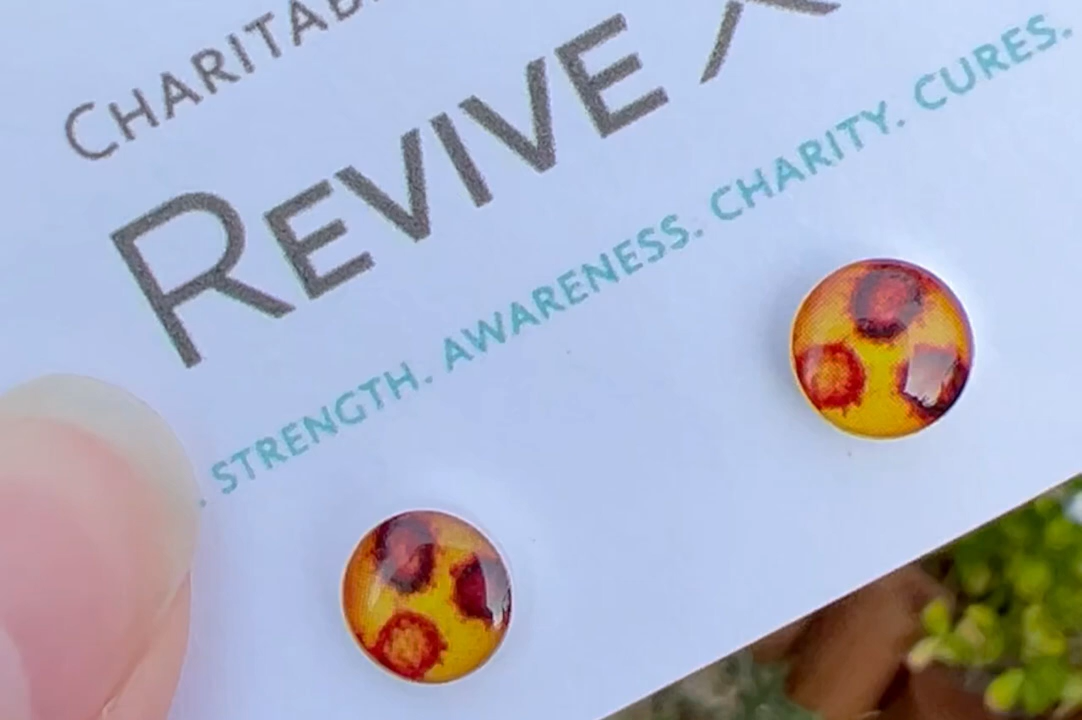 CHARITAB
REVIVE
. STRENGTH. AWARENESS. CHARITY. CURES.